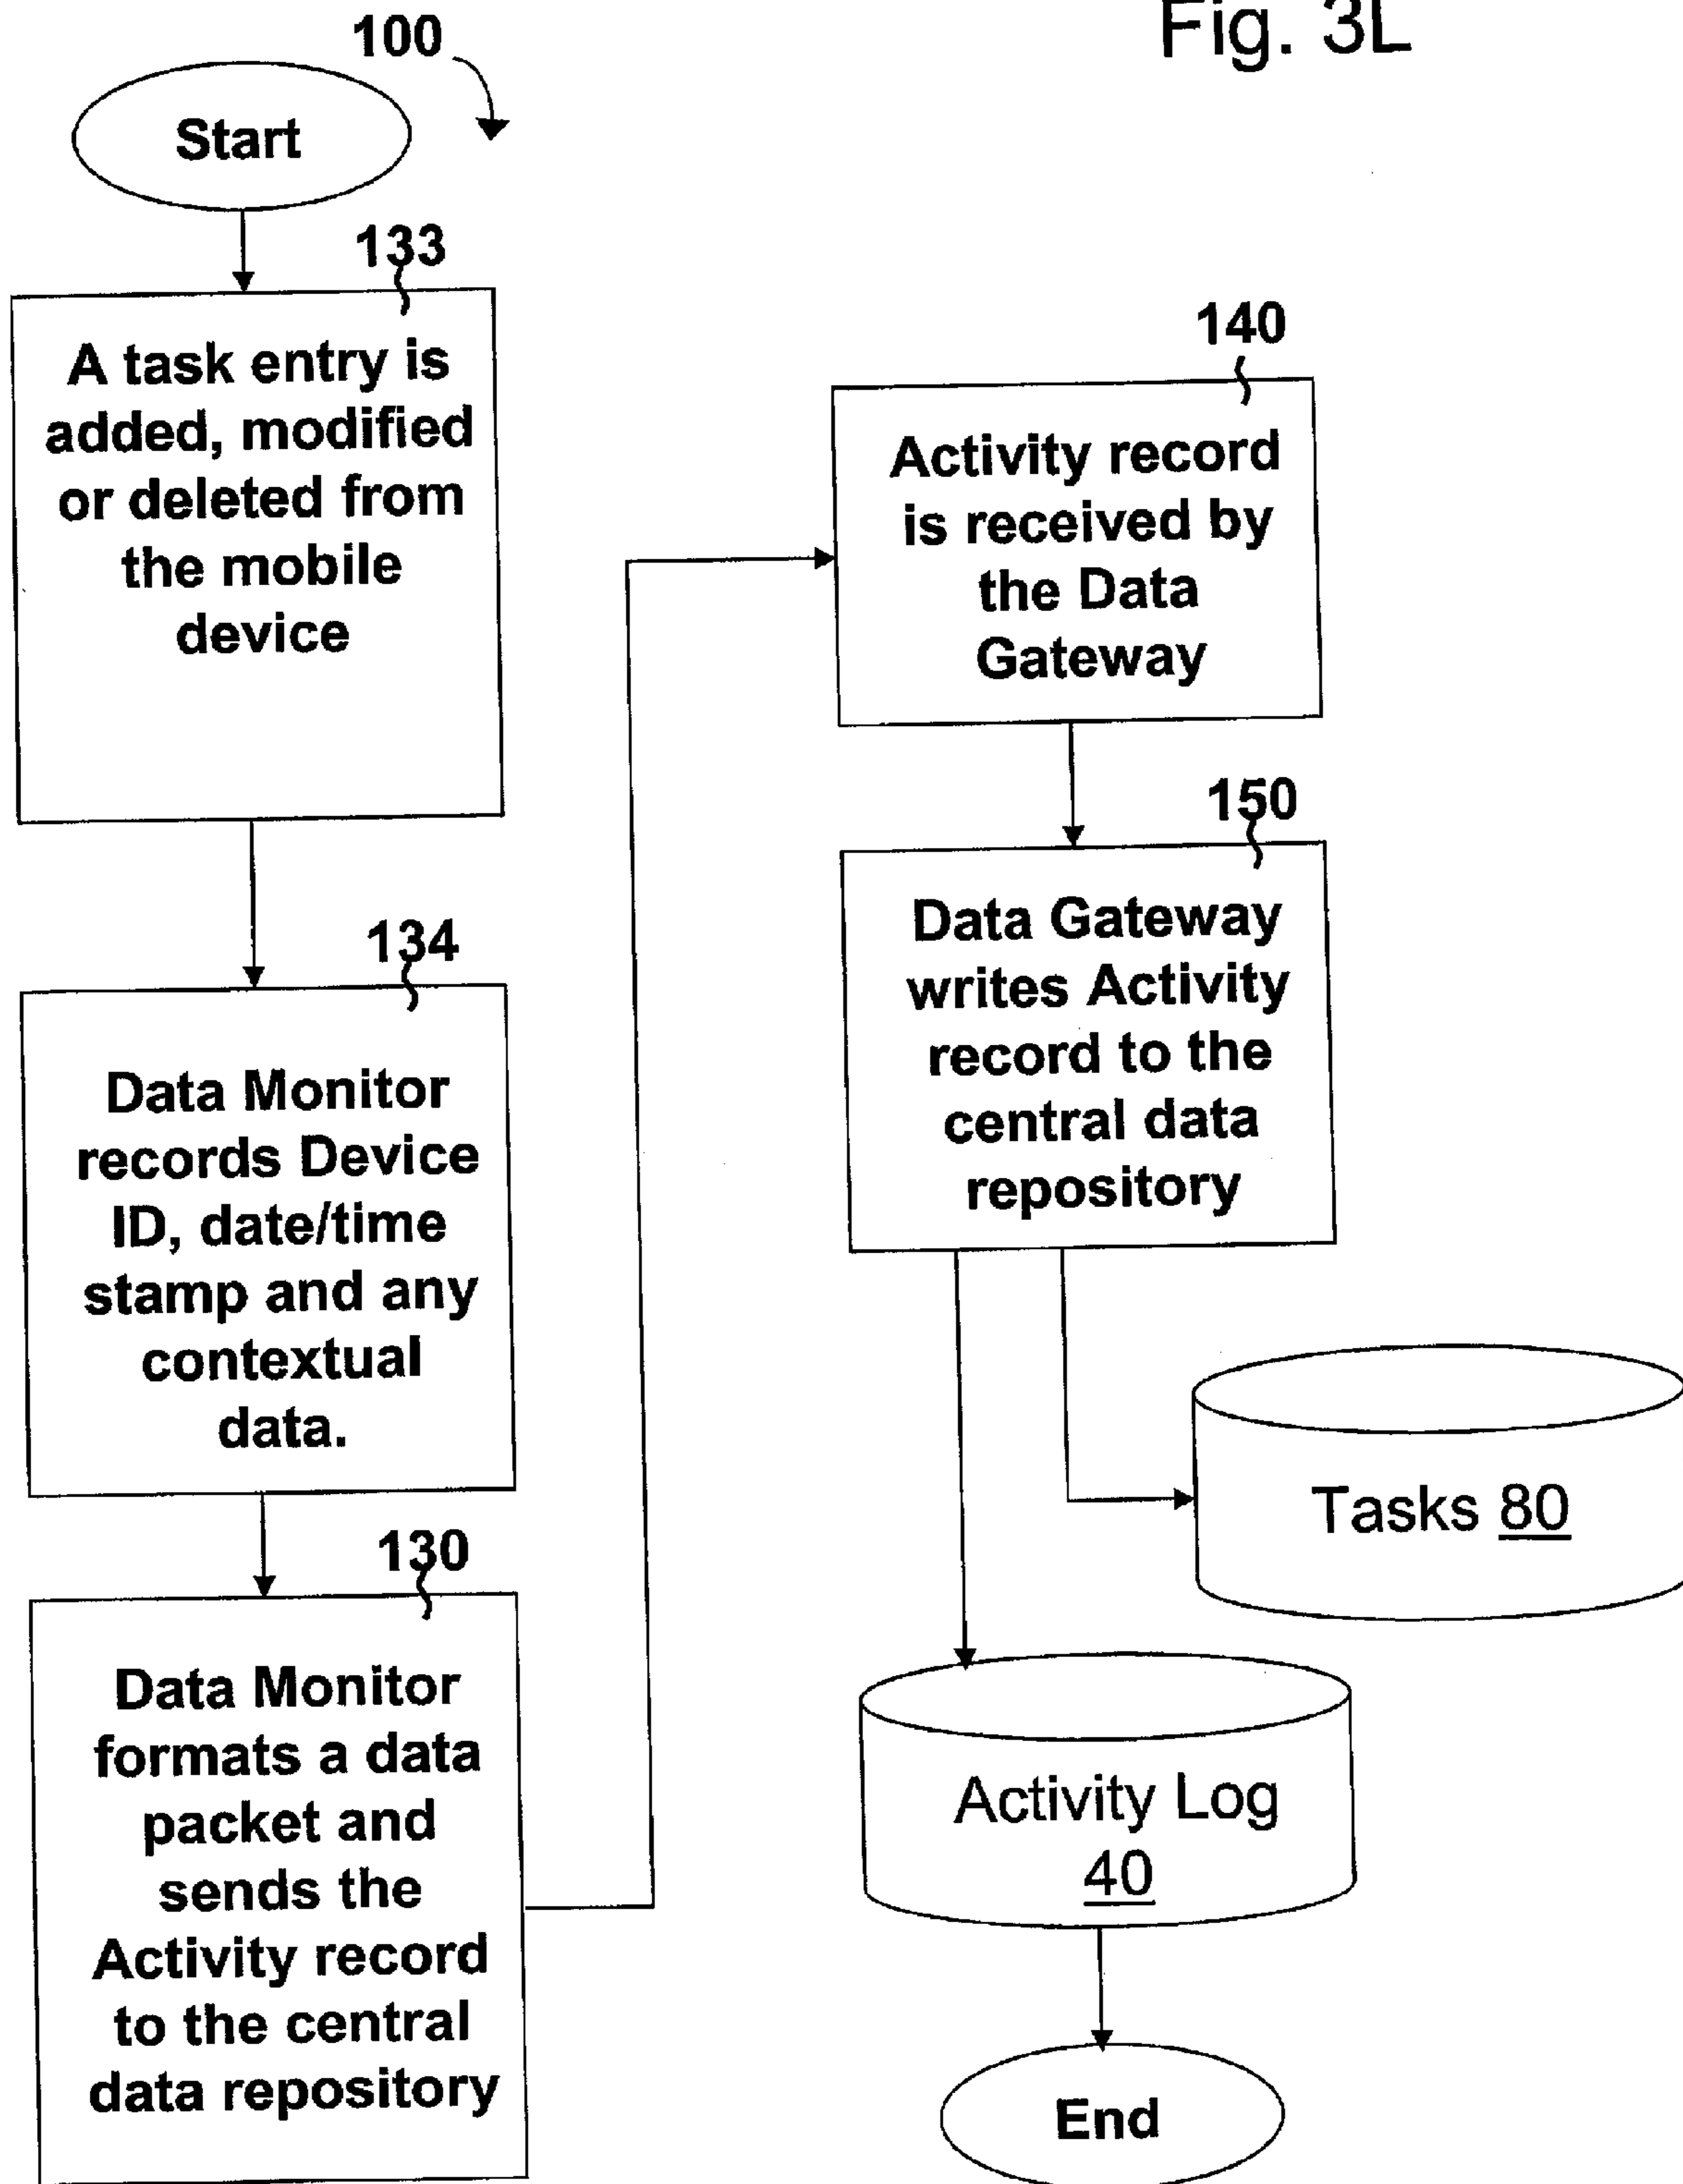 Fig. 3L
100
Start
133
A task entry is
added, modified
or deleted from
the mobile
device
134
Data Monitor
records Device
ID, date/time
stamp and any
contextual
data.
130
Data Monitor
formats a data
packet and
sends the
Activity record
to the central
data repository
140
Activity record
is received by
the Data
Gateway
150
Data Gateway
writes Activity
record to the
central data
repository
Tasks 80
Activity Log
40
End